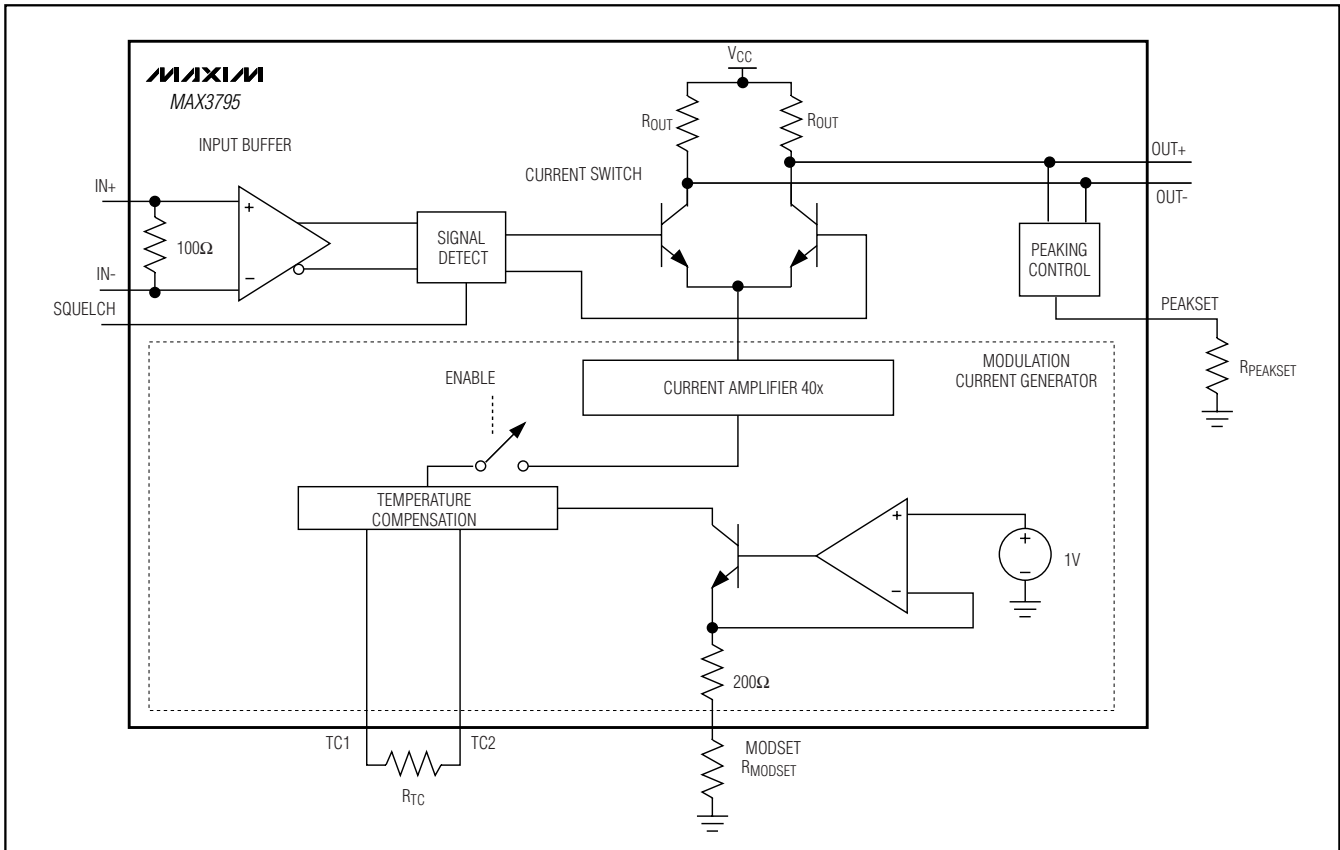 MAXIM
MAX3795
VCC
ROUT
ROUT
INPUT BUFFER
CURRENT SWITCH
IN+
+
100Ω
−
IN-
SIGNAL
DETECT
SQUELCH
OUT+
OUT-
PEAKING
CONTROL
PEAKSET
RPEAKSET
MODULATION
CURRENT GENERATOR
CURRENT AMPLIFIER 40x
ENABLE
TEMPERATURE
COMPENSATION
+
−
+
−
1V
200Ω
TC1
TC2
RTC
MODSET
RMODSET